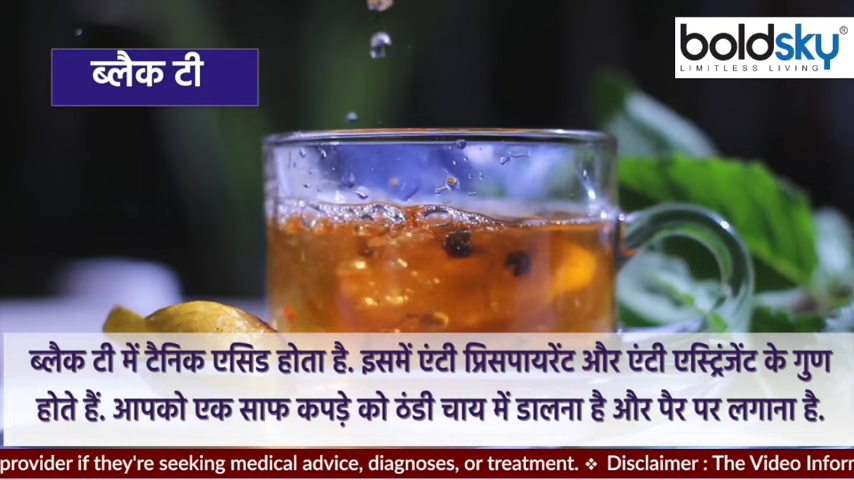 ब्लैक टी
boldsky®
LIMITLESS LIVING
ब्लैक टी में टैनिक एसिड होता है. इसमें एंटी प्रिसपायरेंट और एंटी एस्ट्रिंजेंट के गुण
होते हैं. आपको एक साफ कपड़े को ठंडी चाय में डालना है और पैर पर लगाना है.
provider if they're seeking medical advice, diagnoses, or treatment. ❖ Disclaimer : The Video Inform